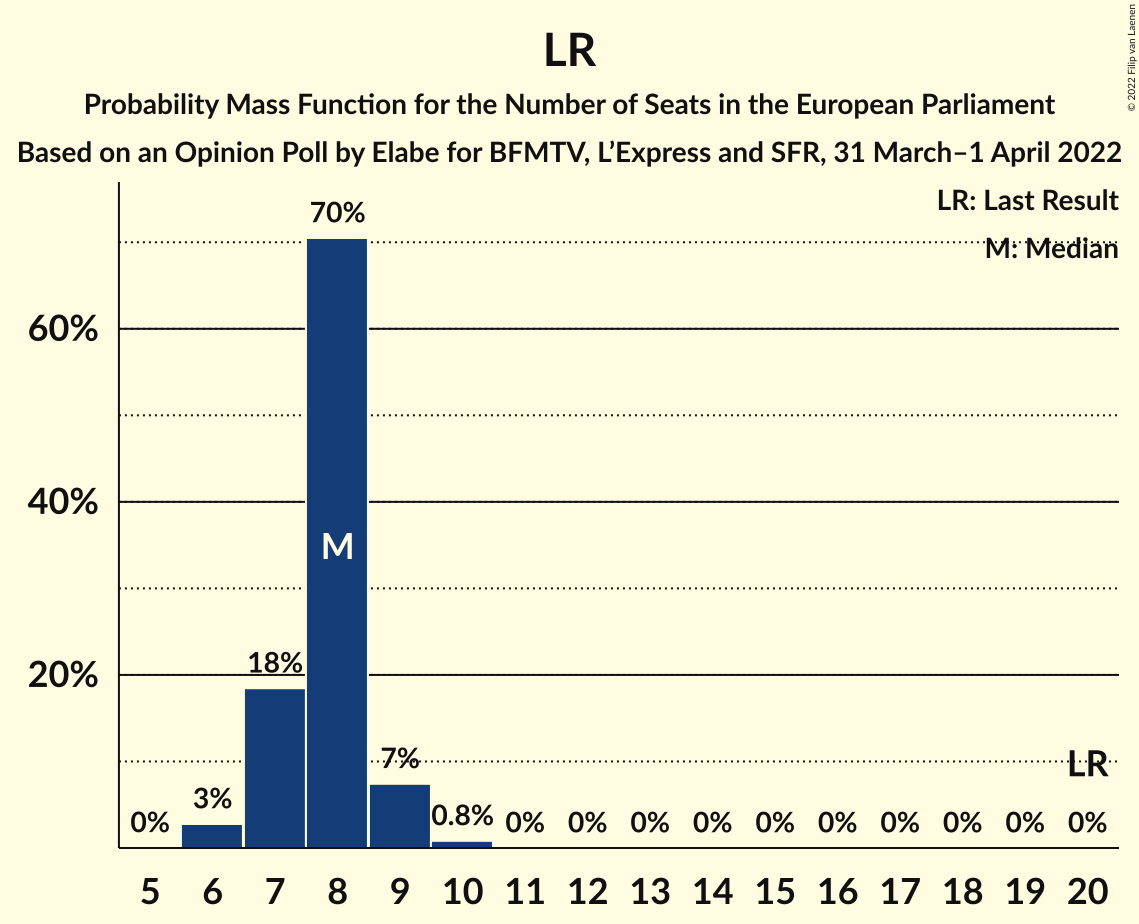 LR
Probability Mass Function for the Number of Seats in the European Parliament
Based on an Opinion Poll by Elabe for BFMTV, L’Express and SFR, 31 March–1 April 2022
© 2022 Filip van Laenen
LR: Last Result
M: Median
70%
60%
40%
M
18%
20%
7%
LR
3%
0.8%
0% 0% 0% 0% 0% 0% 0% 0% 0% 0% 0%
5 6 7 8 9 10 11 12 13 14 15 16 17 18 19 20